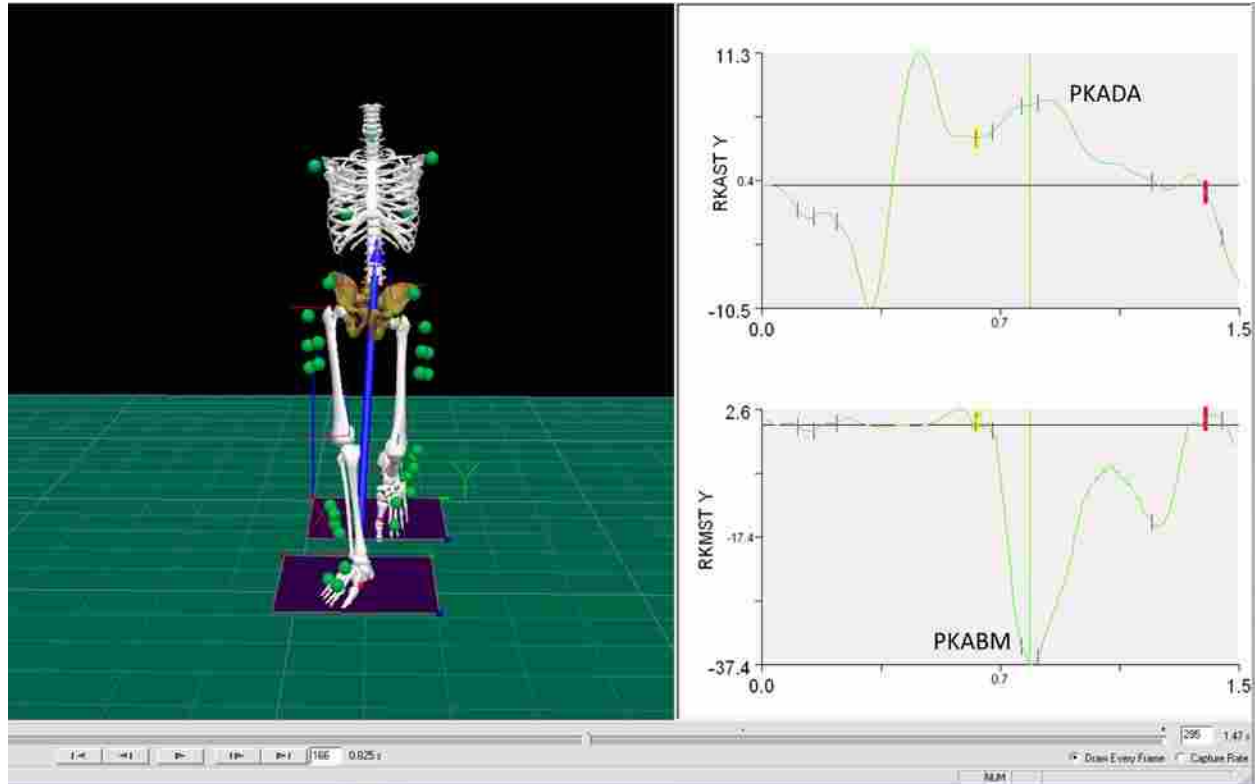 11.3
PKADA
RKAST Y
0.4
-10.5
0.0
0.7
1.5
2.6
RKMST Y
-17.4
PKABM
-37.4
0.0
0.7
1.5
Y
295 1.47 s
166 0.825 s
Draw Every Frame Capture Rate
NUM